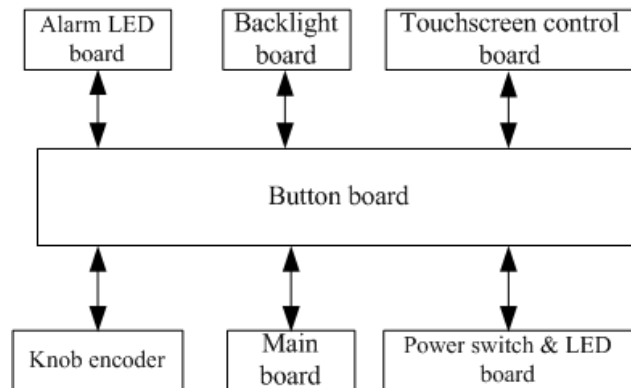 Alarm LED
board
Backlight
board
Touchscreen control
board
Button board
Knob encoder
Main
board
Power switch & LED
board